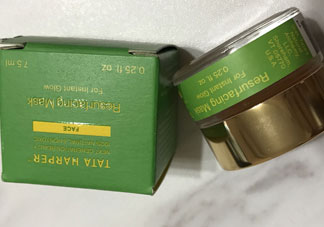 TATA HARPER
FACE
Resurfacing Mask
For Instant Glow
0.25 fl oz
7.5 ml
Resurfacing Mask
For Instant Glow
0.25 fl oz